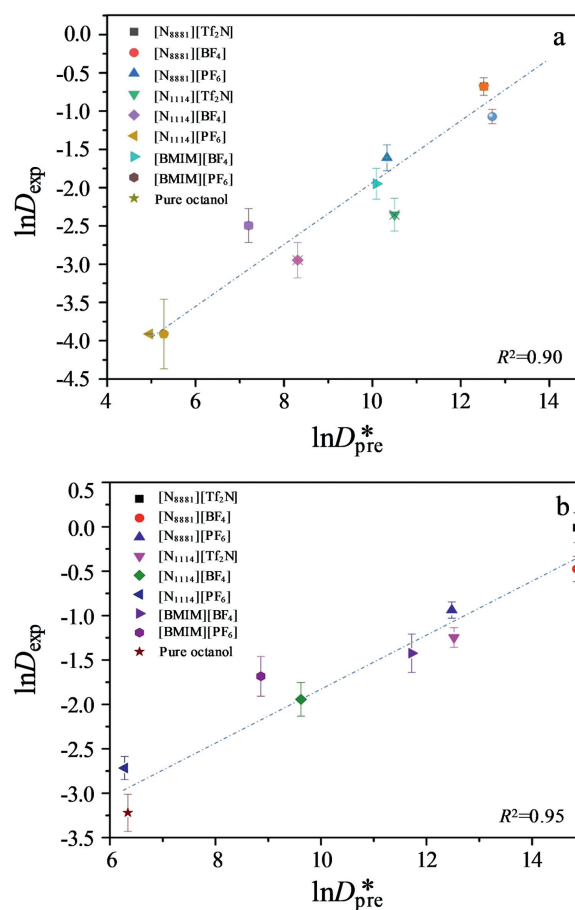 a
[N₈₈₈₁][Tf₂N]
[N₈₈₈₁][BF₄]
[N₈₈₈₁][PF₆]
[N₁₁₁₄][Tf₂N]
[N₁₁₁₄][BF₄]
[N₁₁₁₄][PF₆]
[BMIM][BF₄]
[BMIM][PF₆]
Pure octanol
0.0
-0.5
-1.0
-1.5
-2.0
-2.5
-3.0
-3.5
-4.0
-4.5
lnD_exp
R²=0.90
4 6 8 10 12 14
lnD*_pre
b
[N₈₈₈₁][Tf₂N]
[N₈₈₈₁][BF₄]
[N₈₈₈₁][PF₆]
[N₁₁₁₄][Tf₂N]
[N₁₁₁₄][BF₄]
[N₁₁₁₄][PF₆]
[BMIM][BF₄]
[BMIM][PF₆]
Pure octanol
0.5
0.0
-0.5
-1.0
-1.5
-2.0
-2.5
-3.0
-3.5
lnD_exp
R²=0.95
6 8 10 12 14
lnD*_pre